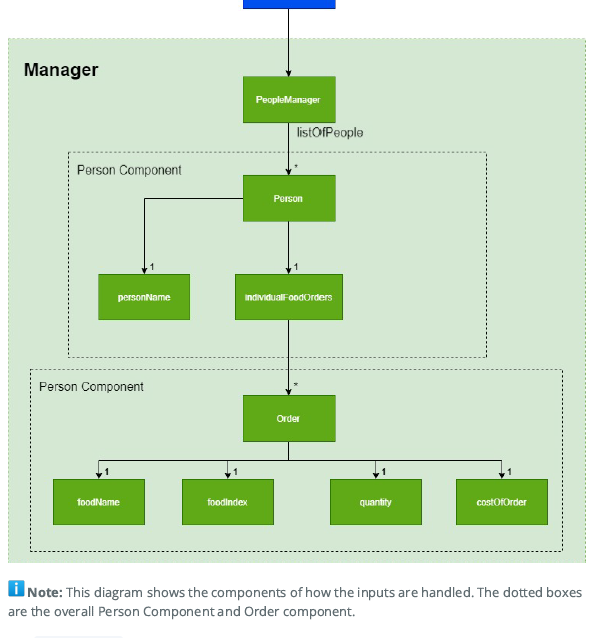 Manager
PeopleManager
listOfPeople
*
Person Component
Person
1
1
personName
individualFoodOrders
*
Person Component
Order
1
1
1
1
foodName
foodIndex
quantity
costOfOrder
Note: This diagram shows the components of how the inputs are handled. The dotted boxes
are the overall Person Component and Order component.